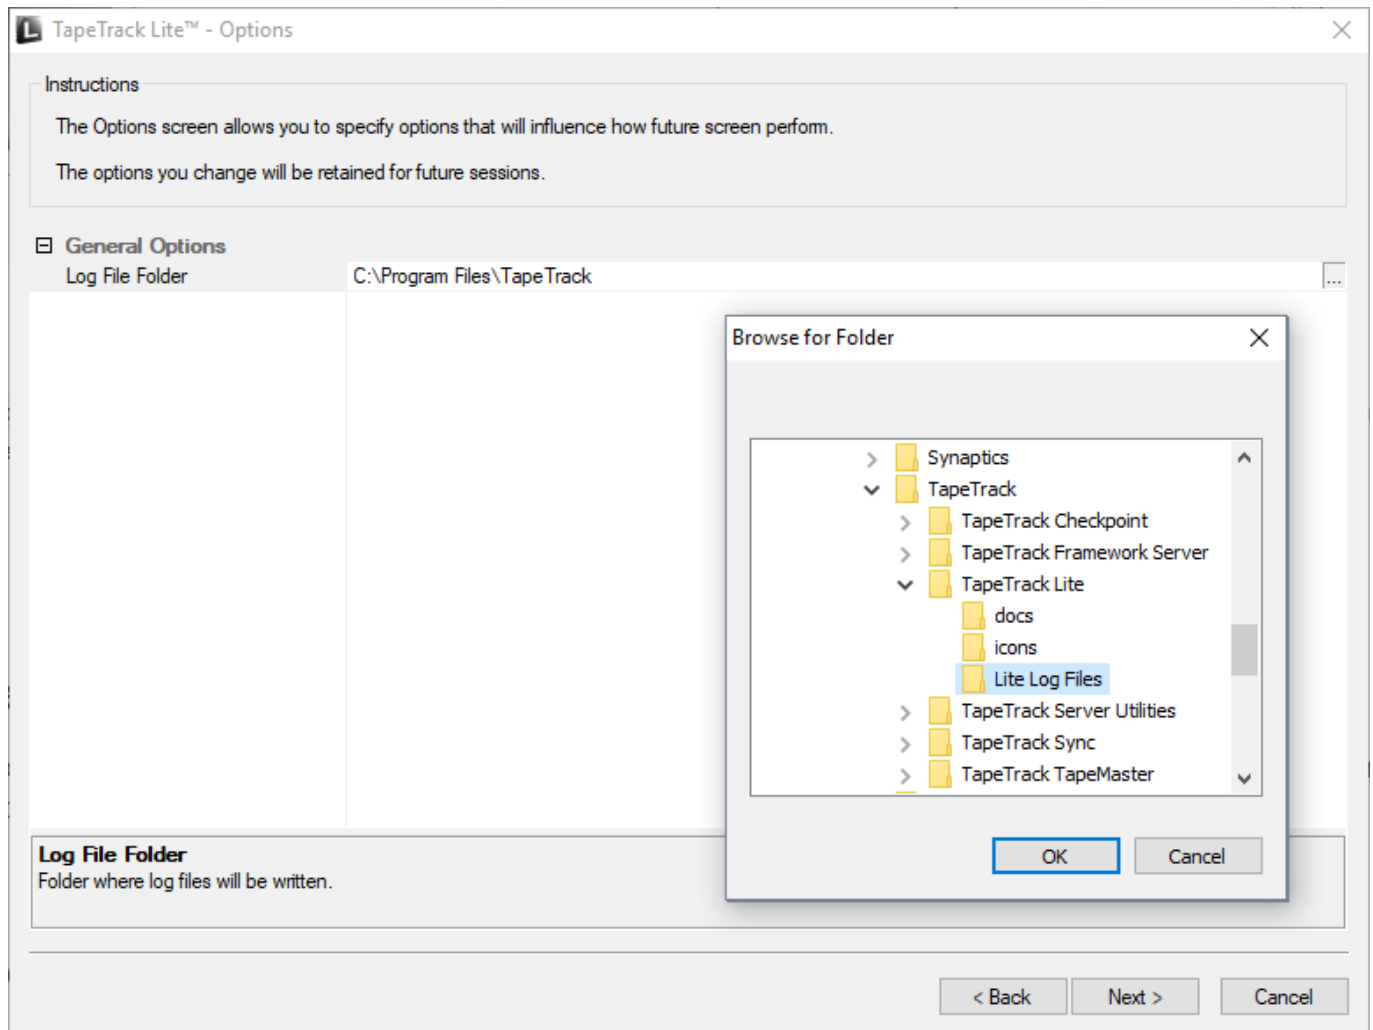 TapeTrack Lite™ - Options
Instructions
The Options screen allows you to specify options that will influence how future screen perform.
The options you change will be retained for future sessions.
General Options
Log File Folder C:\Program Files\TapeTrack ...
Browse for Folder
Synaptics
TapeTrack
TapeTrack Checkpoint
TapeTrack Framework Server
TapeTrack Lite
docs
icons
Lite Log Files
TapeTrack Server Utilities
TapeTrack Sync
TapeTrack TapeMaster
OK Cancel
Log File Folder
Folder where log files will be written.
< Back Next > Cancel